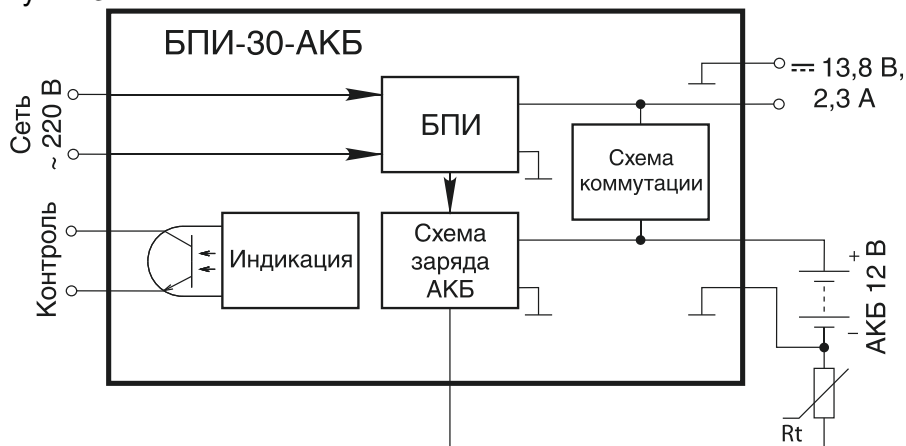 БПИ-30-АКБ
Сеть
~ 220 В
БПИ
13,8 В,
2,3 А
Схема
коммутации
Контроль
Индикация
Схема
заряда
АКБ
+
АКБ 12 В
−
Rt